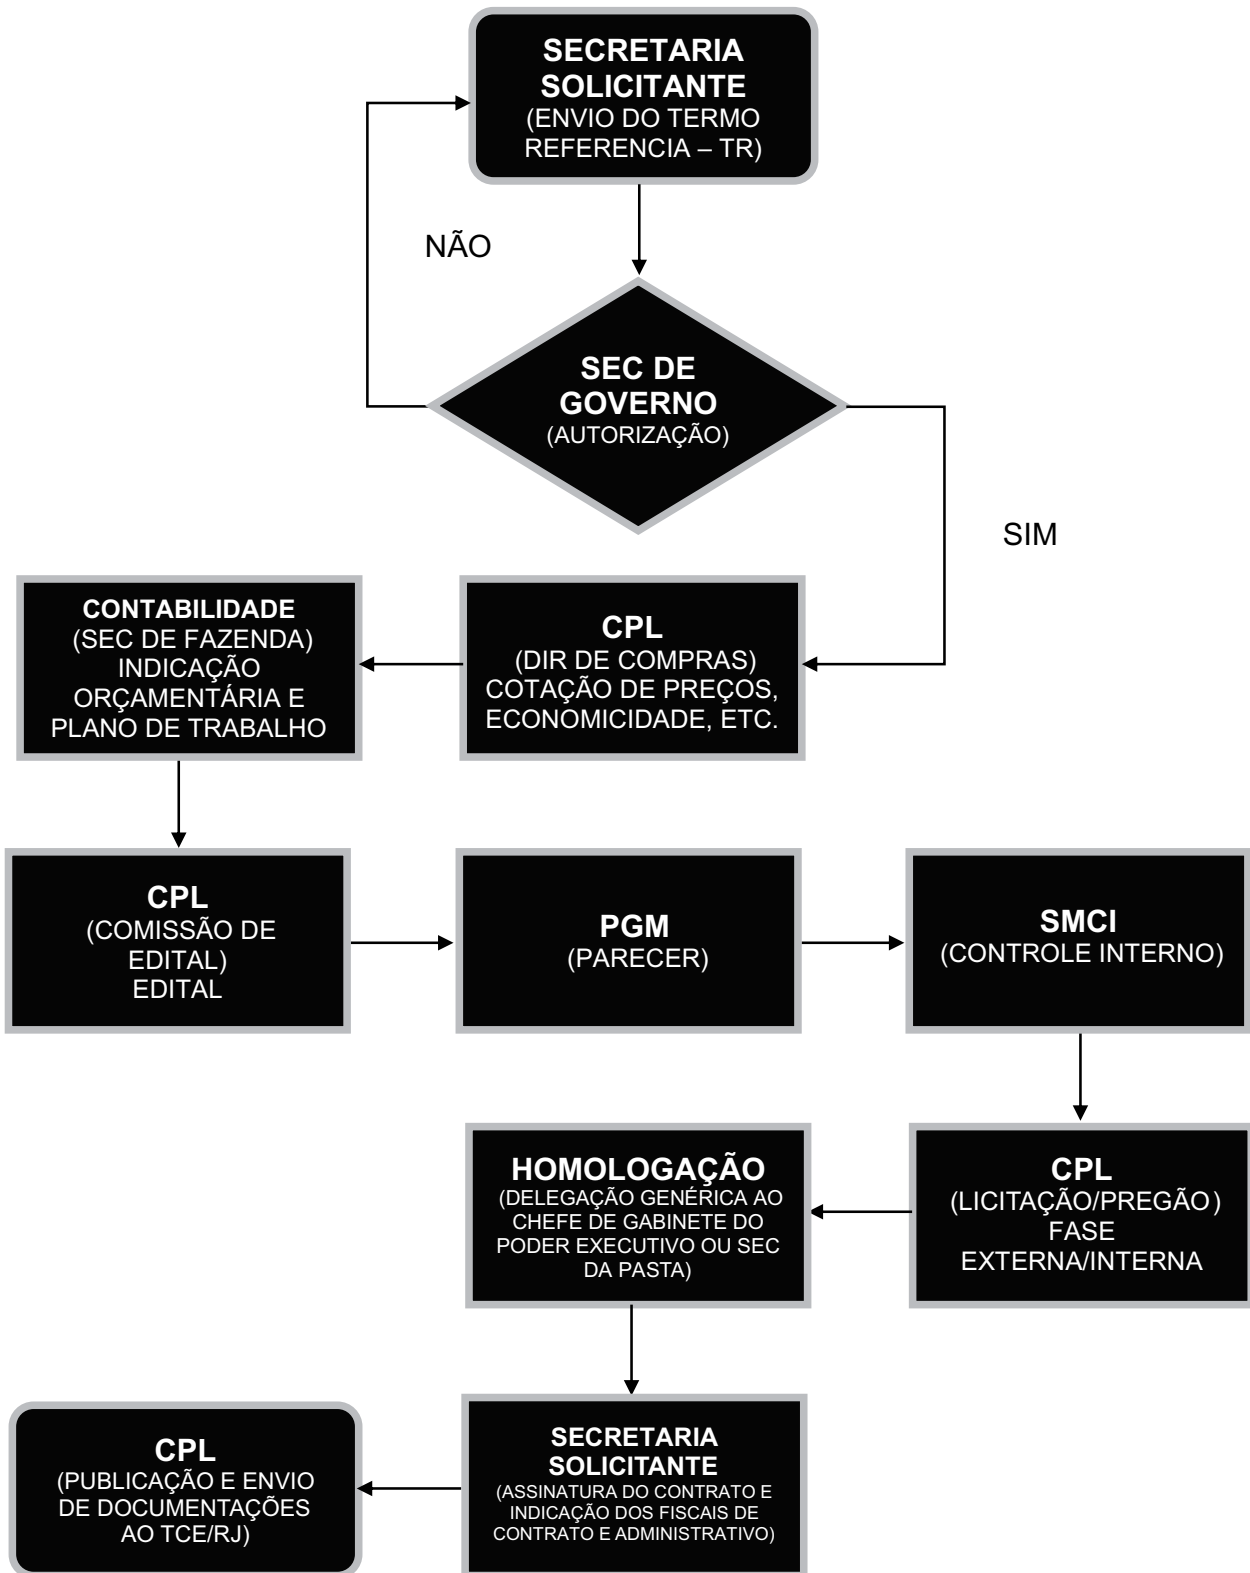 SECRETARIA
SOLICITANTE
(ENVIO DO TERMO
REFERENCIA – TR)
NÃO
SEC DE
GOVERNO
(AUTORIZAÇÃO)
SIM
CONTABILIDADE
(SEC DE FAZENDA)
INDICAÇÃO
ORÇAMENTÁRIA E
PLANO DE TRABALHO
CPL
(DIR DE COMPRAS)
COTAÇÃO DE PREÇOS,
ECONOMICIDADE, ETC.
CPL
(COMISSÃO DE
EDITAL)
EDITAL
PGM
(PARECER)
SMCI
(CONTROLE INTERNO)
HOMOLOGAÇÃO
(DELEGAÇÃO GENÉRICA AO
CHEFE DE GABINETE DO
PODER EXECUTIVO OU SEC
DA PASTA)
CPL
(LICITAÇÃO/PREGÃO)
FASE
EXTERNA/INTERNA
CPL
(PUBLICAÇÃO E ENVIO
DE DOCUMENTAÇÕES
AO TCE/RJ)
SECRETARIA
SOLICITANTE
(ASSINATURA DO CONTRATO E
INDICAÇÃO DOS FISCAIS DE
CONTRATO E ADMINISTRATIVO)